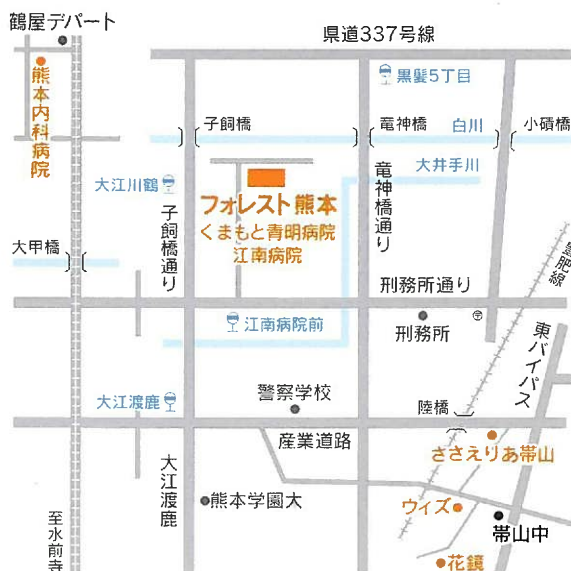 鶴屋デパート
県道337号線
熊本内科病院
黒髪5丁目
子飼橋
竜神橋
白川
小磧橋
大井手川
大江川鶴
竜神橋通り
子飼橋通り
フォレスト熊本
くまもと青明病院
江南病院
大甲橋
豊肥線
刑務所通り
江南病院前
刑務所
〶
東バイパス
警察学校
大江渡鹿
陸橋
産業道路
ささえりあ帯山
大江渡鹿
熊本学園大
ウィズ
至水前寺
帯山中
花鏡